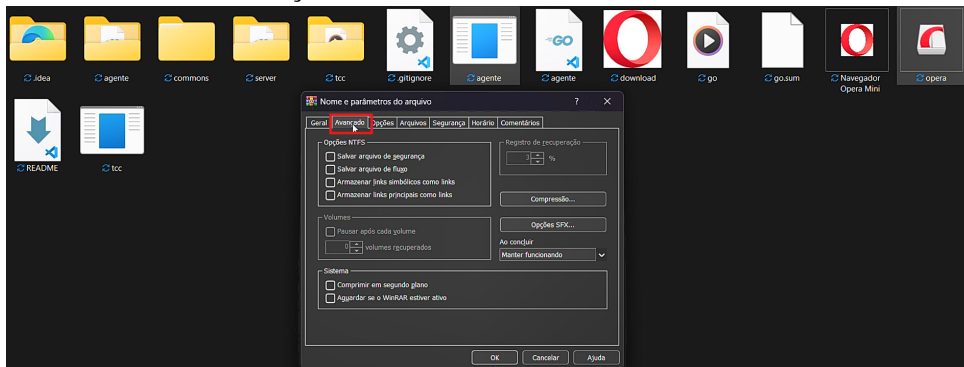 .idea
agente
commons
server
tcc
.gitignore
agente
GO
agente
download
go
go.sum
Navegador
Opera Mini
opera
README
tcc
Nome e parâmetros do arquivo
?
Geral
Avançado
Opções
Arquivos
Segurança
Horário
Comentários
Opções NTFS
Salvar arquivo de segurança
Salvar arquivo de fluxo
Armazenar links simbólicos como links
Armazenar links principais como links
Registro de recuperação
3
%
Compressão...
Volumes
Pausar após cada volume
0
volumes recuperados
Opções SFX...
Ao concluir
Manter funcionando
Sistema
Comprimir em segundo plano
Aguardar se o WinRAR estiver ativo
OK
Cancelar
Ajuda